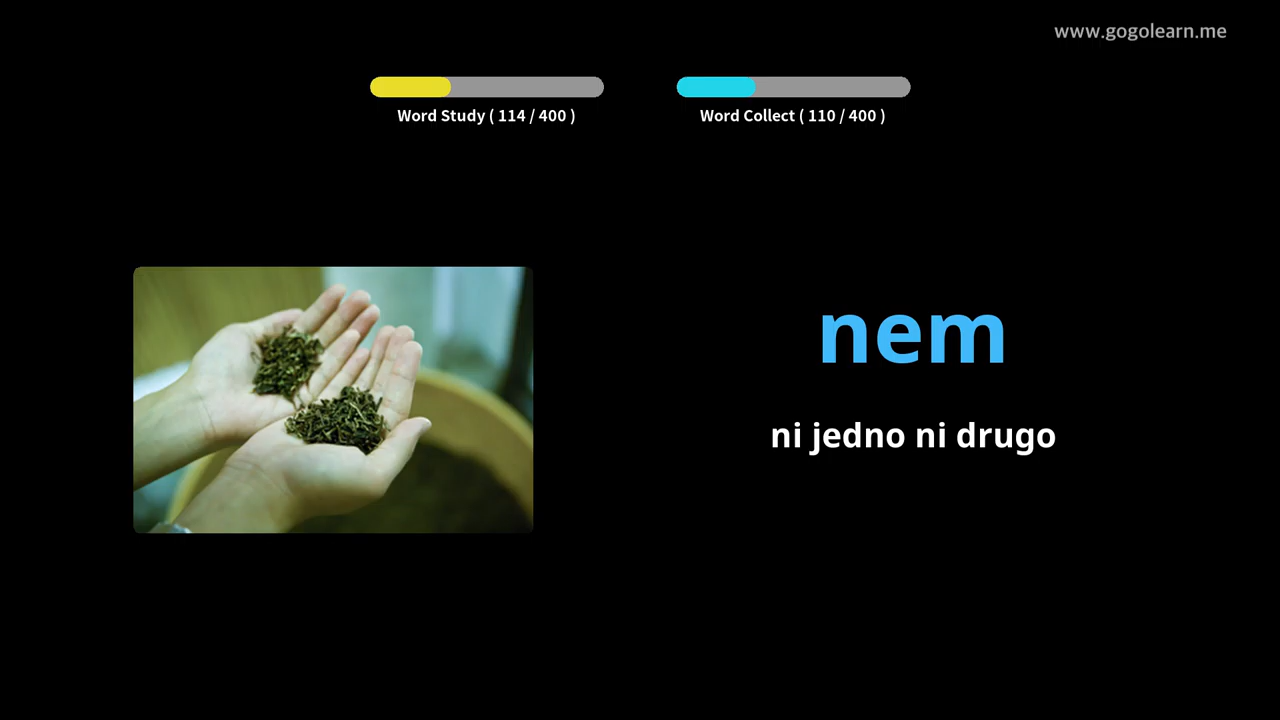 www.gogolearn.me
Word Study ( 114 / 400 )
Word Collect ( 110 / 400 )
nem
ni jedno ni drugo